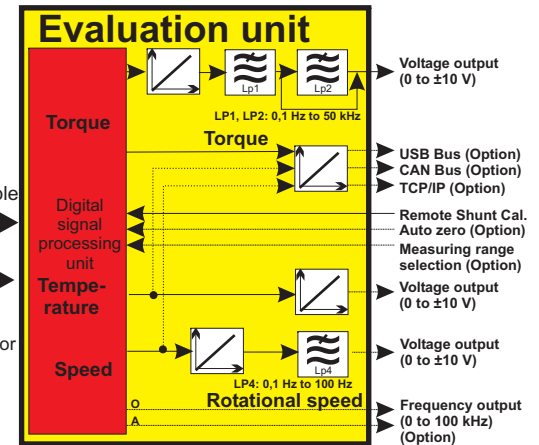 Evaluation unit
Lp1
Lp2
Voltage output
(0 to ±10 V)
LP1, LP2: 0,1 Hz to 50 kHz
Torque
Torque
USB Bus (Option)
CAN Bus (Option)
TCP/IP (Option)
ble
Digital
signal
processing
unit
Remote Shunt Cal.
Auto zero (Option)
Measuring range
selection (Option)
Tempe-
rature
Voltage output
(0 to ±10 V)
or
Speed
Lp4
Voltage output
(0 to ±10 V)
LP4: 0,1 Hz to 100 Hz
Rotational speed
O
A
Frequency output
(0 to 100 kHz)
(Option)